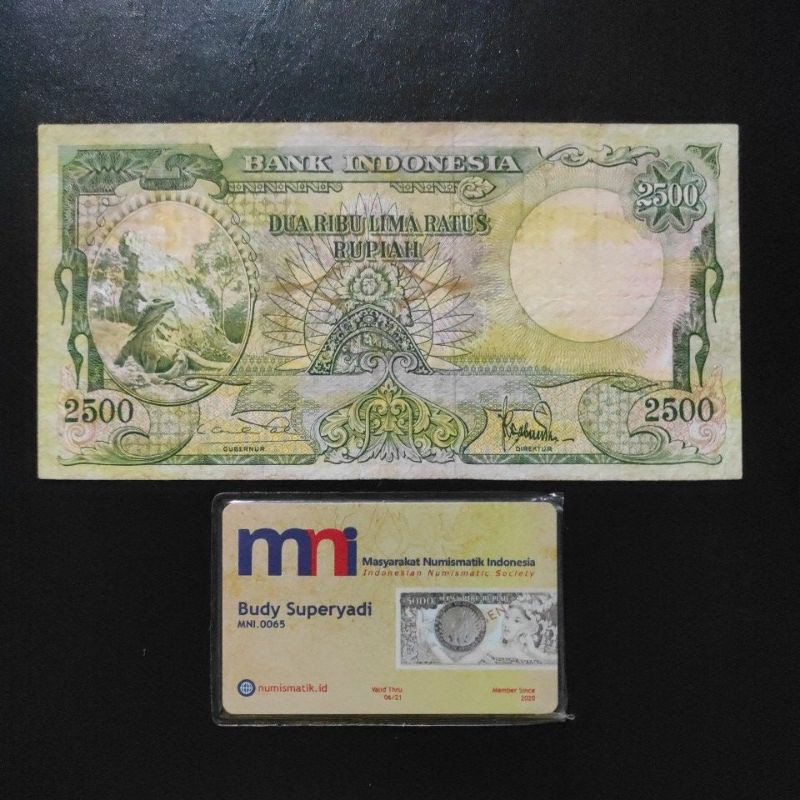 BANK INDONESIA
2500
DUA RIBU LIMA RATUS
RUPIAH
2500
2500
GUBERNUR
DIREKTUR
mni
Masyarakat Numismatik Indonesia
Indonesian Numismatic Society
Budy Superyadi
MNI.0065
5000
numismatik.id
Valid Thru
06/21
Member Since
2020